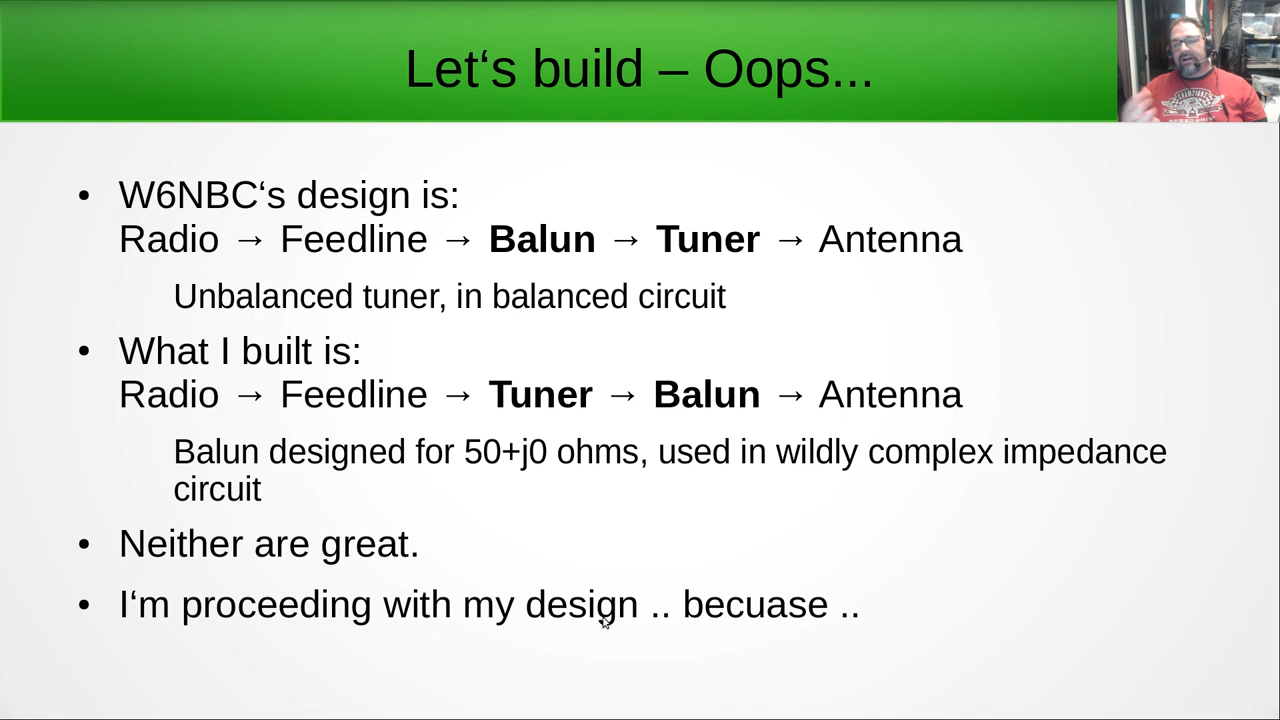 Let‘s build – Oops...
• W6NBC‘s design is:
Radio → Feedline → Balun → Tuner → Antenna
Unbalanced tuner, in balanced circuit
• What I built is:
Radio → Feedline → Tuner → Balun → Antenna
Balun designed for 50+j0 ohms, used in wildly complex impedance
circuit
• Neither are great.
• I‘m proceeding with my design .. becuase ..